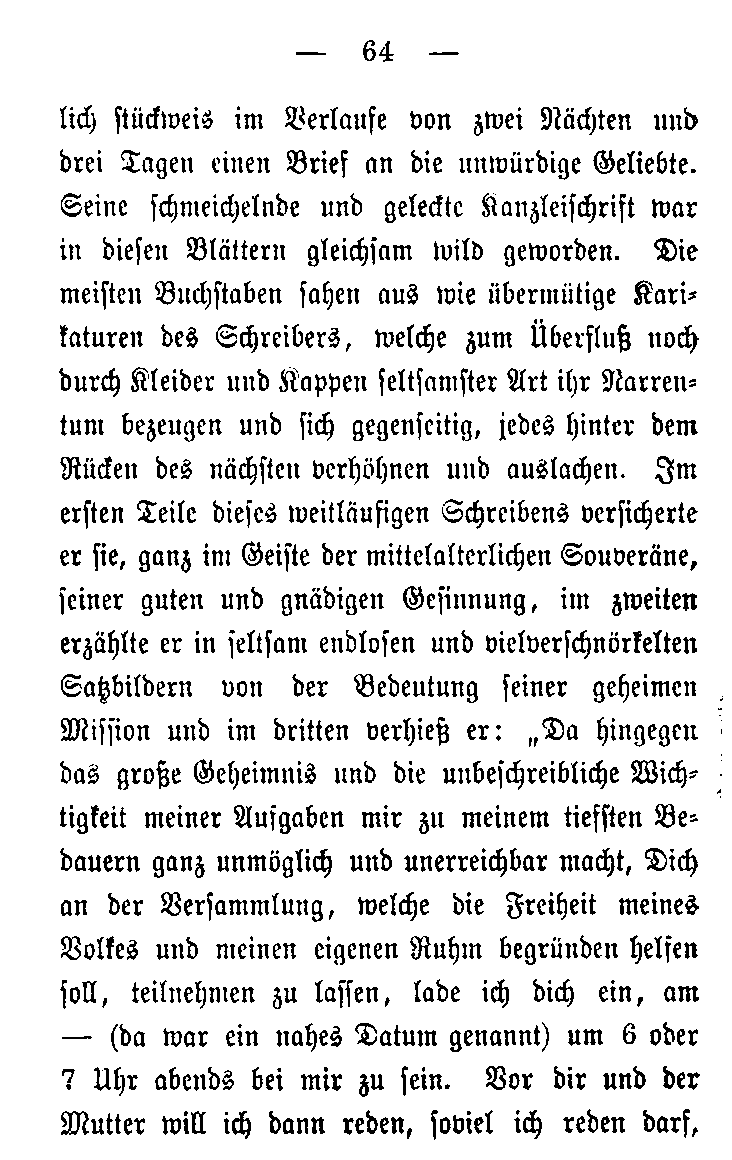 — 64 —
lich stückweis im Verlaufe von zwei Nächten und
drei Tagen einen Brief an die unwürdige Geliebte.
Seine schmeichelnde und geleckte Kanzleischrift war
in diesen Blättern gleichsam wild geworden. Die
meisten Buchstaben sahen aus wie übermütige Kari-
katuren des Schreibers, welche zum Überfluß noch
durch Kleider und Kappen seltsamster Art ihr Narren-
tum bezeugen und sich gegenseitig, jedes hinter dem
Rücken des nächsten verhöhnen und auslachen. Im
ersten Teile dieses weitläufigen Schreibens versicherte
er sie, ganz im Geiste der mittelalterlichen Souveräne,
seiner guten und gnädigen Gesinnung, im zweiten
erzählte er in seltsam endlosen und vielverschnörkelten
Satzbildern von der Bedeutung seiner geheimen
Mission und im dritten verhieß er: „Da hingegen
das große Geheimnis und die unbeschreibliche Wich-
tigkeit meiner Aufgaben mir zu meinem tiefsten Be-
dauern ganz unmöglich und unerreichbar macht, Dich
an der Versammlung, welche die Freiheit meines
Volkes und meinen eigenen Ruhm begründen helfen
soll, teilnehmen zu lassen, lade ich dich ein, am
— (da war ein nahes Datum genannt) um 6 oder
7 Uhr abends bei mir zu sein. Vor dir und der
Mutter will ich dann reden, soviel ich reden darf,